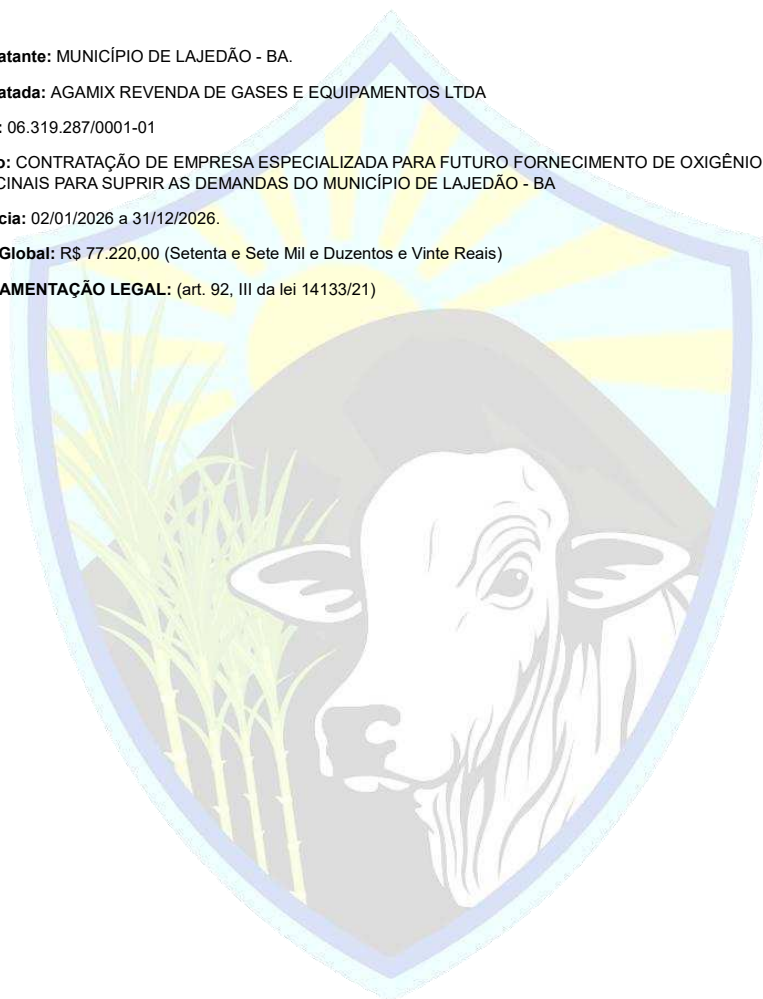 atante: MUNICÍPIO DE LAJEDÃO - BA.
atada: AGAMIX REVENDA DE GASES E EQUIPAMENTOS LTDA
: 06.319.287/0001-01
o: CONTRATAÇÃO DE EMPRESA ESPECIALIZADA PARA FUTURO FORNECIMENTO DE OXIGÊNIO
CINAIS PARA SUPRIR AS DEMANDAS DO MUNICÍPIO DE LAJEDÃO - BA
cia: 02/01/2026 a 31/12/2026.
Global: R$ 77.220,00 (Setenta e Sete Mil e Duzentos e Vinte Reais)
AMENTAÇÃO LEGAL: (art. 92, III da lei 14133/21)